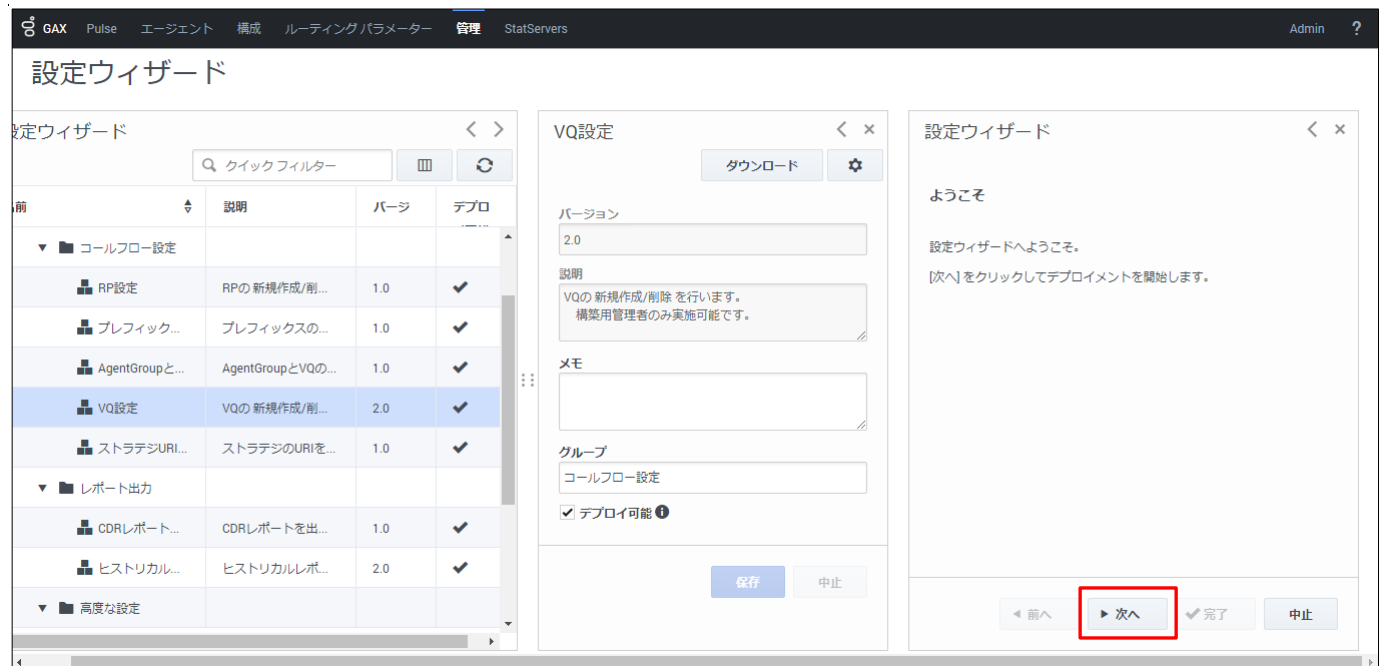 GAX Pulse エージェント 構成 ルーティング パラメーター 管理 StatServers Admin ?
設定ウィザード
設定ウィザード
クイック フィルター
説明 バージ デプロ
コールフロー設定
RP設定 RPの 新規作成/削... 1.0
プレフィック... プレフィックスの... 1.0
AgentGroupと... AgentGroupとVQの... 1.0
VQ設定 VQの 新規作成/削... 2.0
ストラテジURI... ストラテジのURIを... 1.0
レポート出力
CDRレポート... CDRレポートを出... 1.0
ヒストリカル... ヒストリカルレポ... 2.0
高度な設定
VQ設定
ダウンロード
バージョン
2.0
説明
VQの 新規作成/削除 を行います。
構築用管理者のみ実施可能です。
メモ
グループ
コールフロー設定
デプロイ可能
保存 中止
設定ウィザード
ようこそ
設定ウィザードへようこそ。
[次へ] をクリックしてデプロイメントを開始します。
前へ 次へ 完了 中止